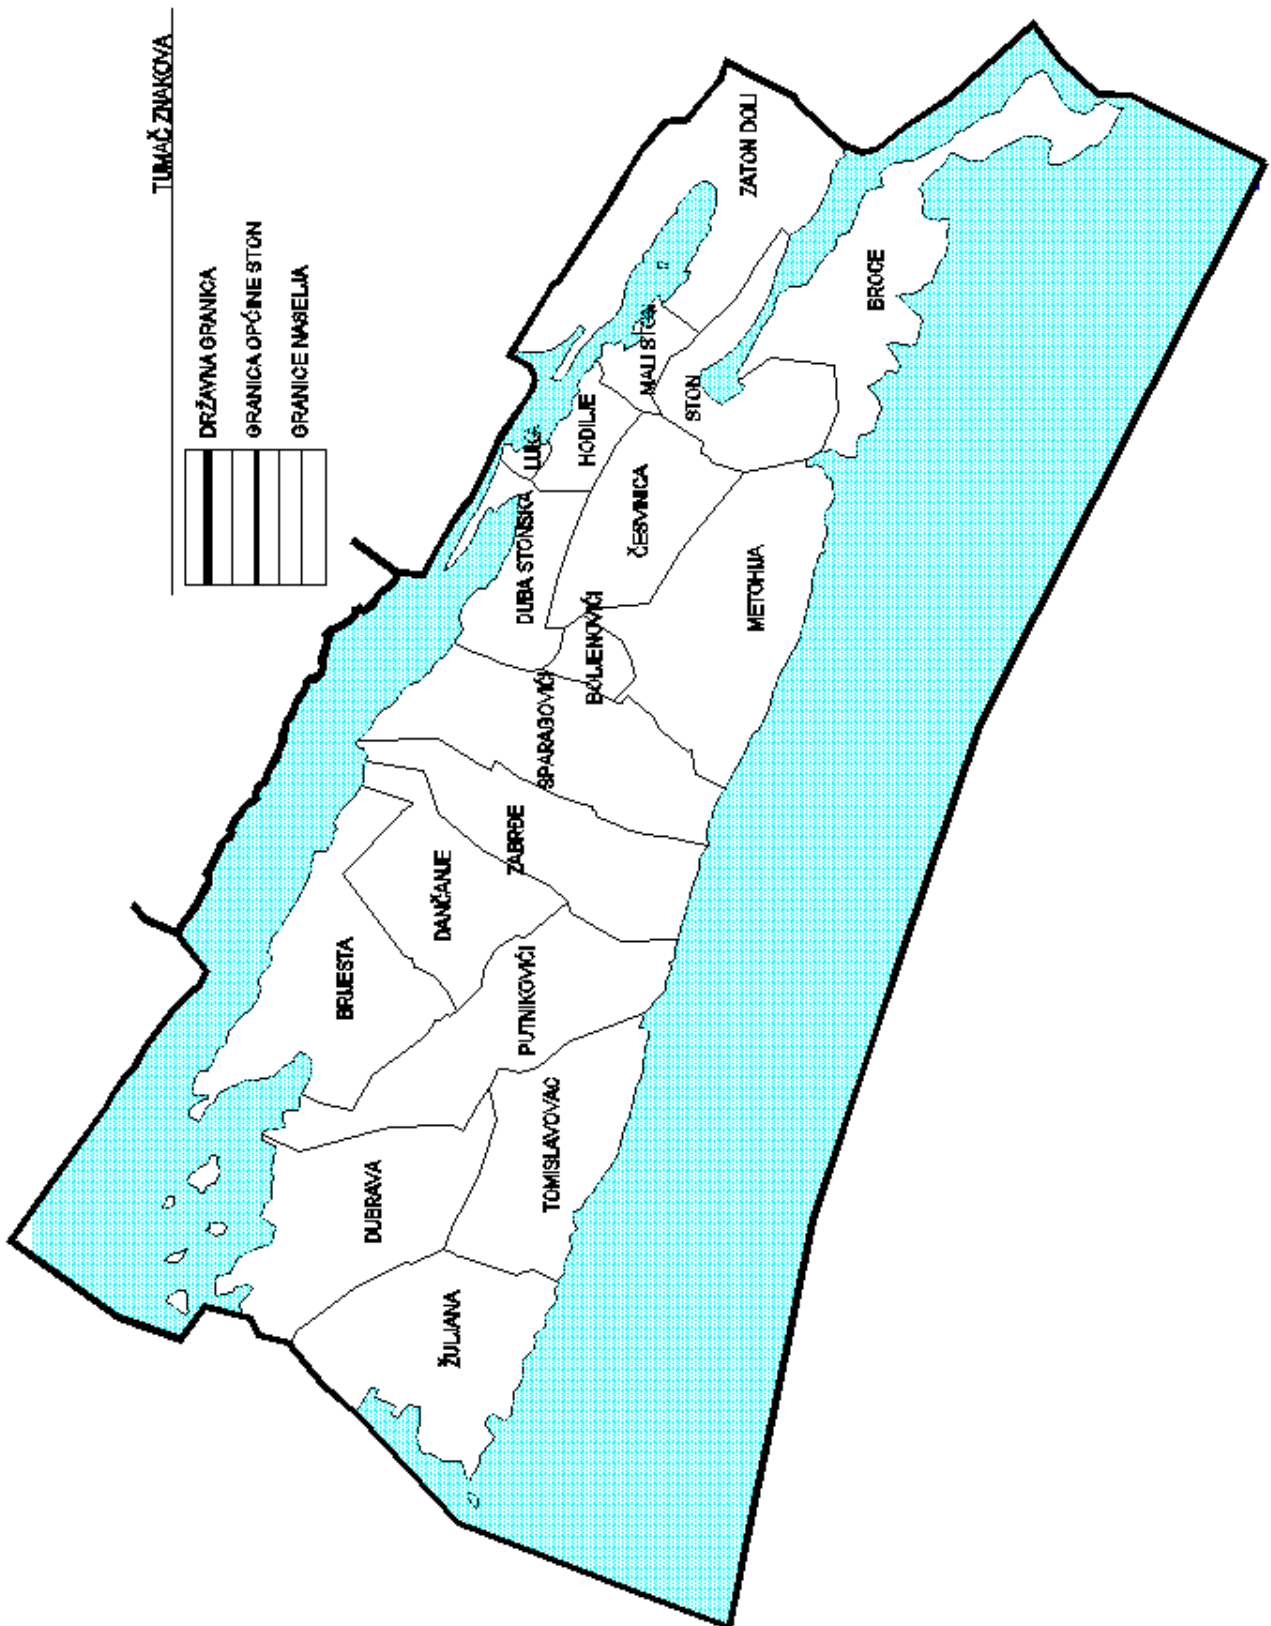 TUMAČ ZNAKOVA
DRŽAVNA GRANICA
GRANICA OPĆINE STON
GRANICE NASELJA
ŽULJANA
DUBRAVA
TOMISLAVOVAC
BRIJESTA
PUTNIKOVIĆI
DANČANJE
ZABRĐE
SPARAGOVIĆI
BOLJENOVIĆI
DUBA STONSKA
METOHIJA
ČESVINICA
LUKA
HODILJE
MALI STON
STON
BROCE
ZATON DOLI